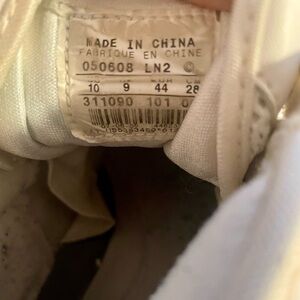 MADE IN CHINA
FABRIQUE EN CHINE
050608 LN2 ©
10 9 44 28
311090 101